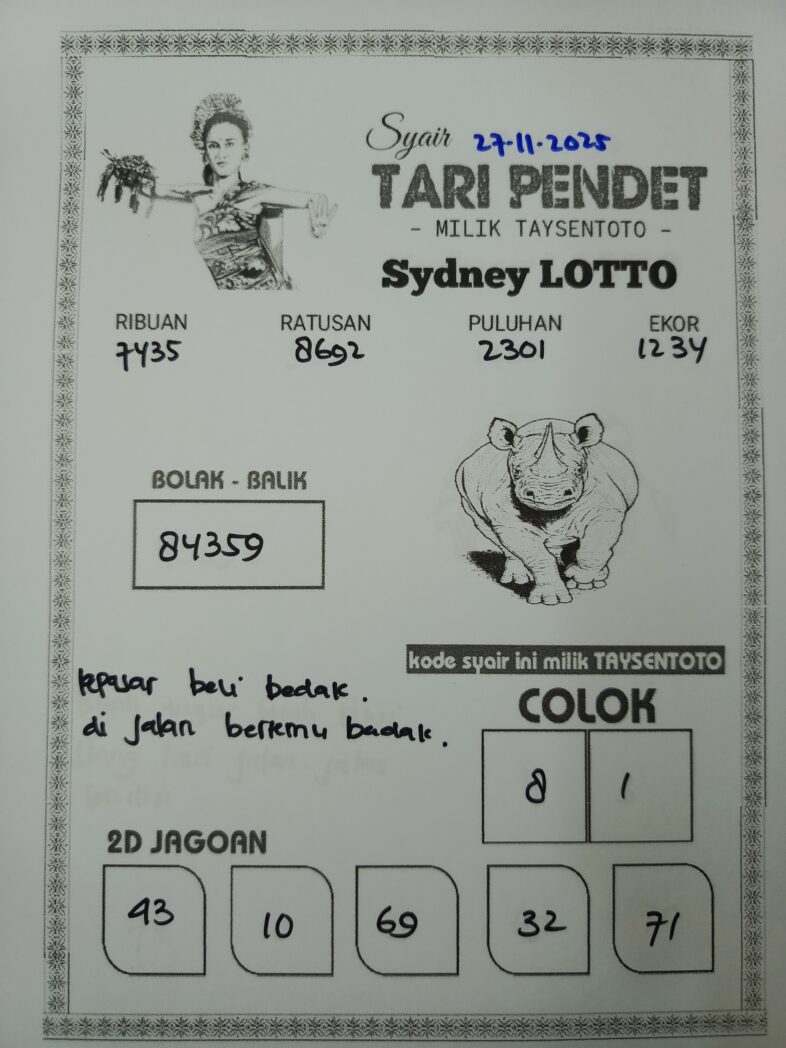 Syair 27-11-2025
TARI PENDET
- MILIK TAYSENTOTO -
Sydney LOTTO
RIBUAN RATUSAN PULUHAN EKOR
7435 8692 2301 1234
BOLAK - BALIK
84359
kode syair ini milik TAYSENTOTO
kepasar beli bedak.
di jalan bertemu badak.
COLOK
8 1
2D JAGOAN
43 10 69 32 71